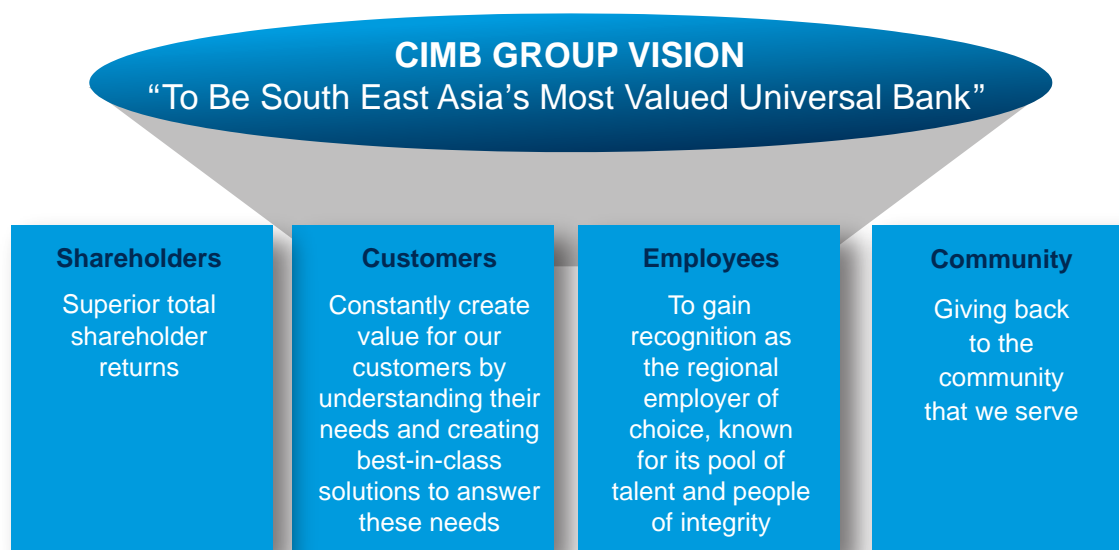 CIMB GROUP VISION
“To Be South East Asia’s Most Valued Universal Bank”
Shareholders
Superior total
shareholder
returns
Customers
Constantly create
value for our
customers by
understanding their
needs and creating
best-in-class
solutions to answer
these needs
Employees
To gain
recognition as
the regional
employer of
choice, known
for its pool of
talent and people
of integrity
Community
Giving back
to the
community
that we serve